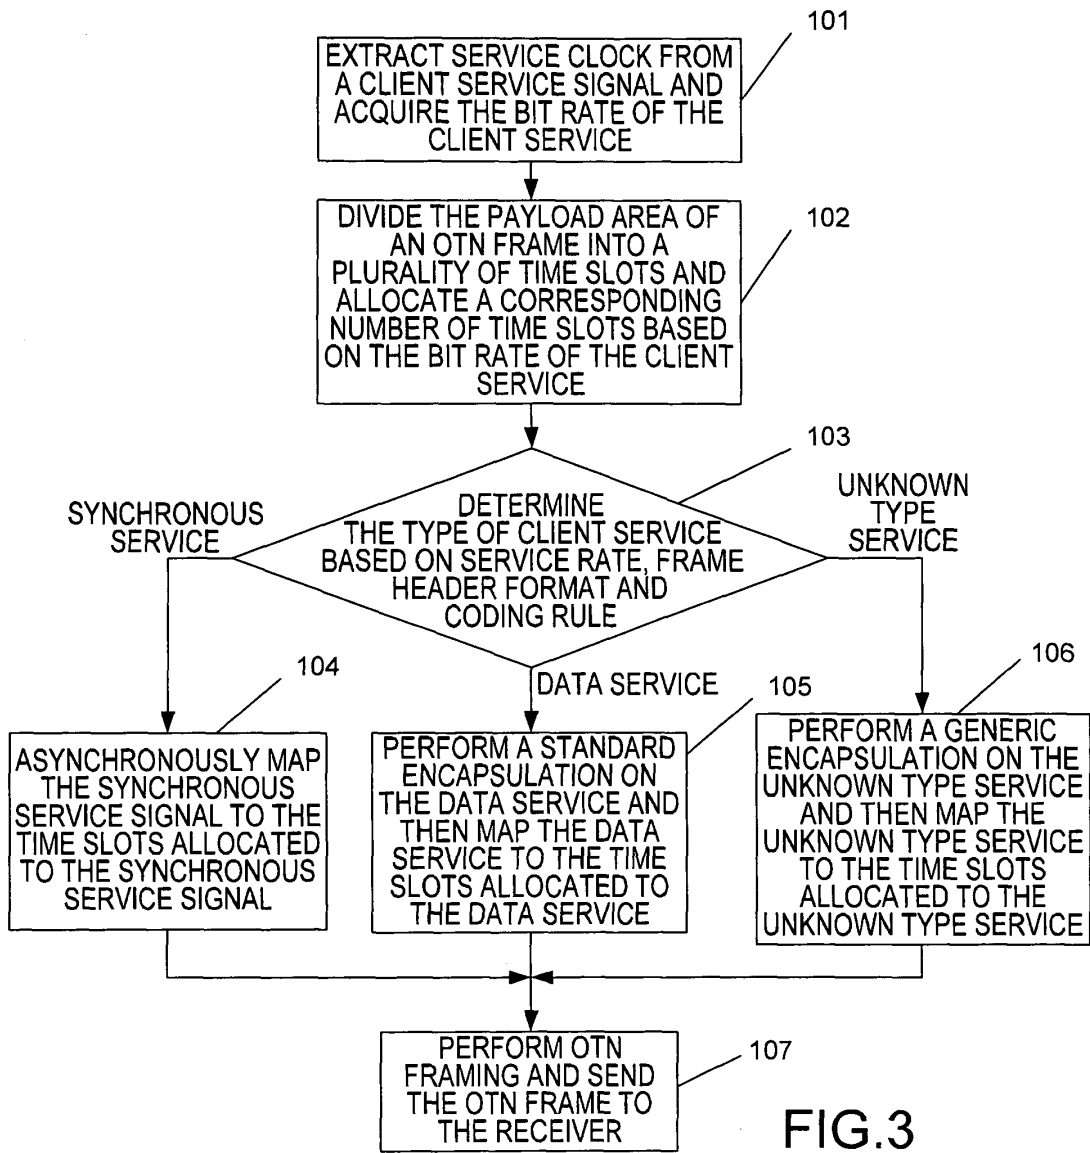 101
EXTRACT SERVICE CLOCK FROM
A CLIENT SERVICE SIGNAL AND
ACQUIRE THE BIT RATE OF THE
CLIENT SERVICE
102
DIVIDE THE PAYLOAD AREA OF
AN OTN FRAME INTO A
PLURALITY OF TIME SLOTS AND
ALLOCATE A CORRESPONDING
NUMBER OF TIME SLOTS BASED
ON THE BIT RATE OF THE CLIENT
SERVICE
103
DETERMINE
THE TYPE OF CLIENT SERVICE
BASED ON SERVICE RATE, FRAME
HEADER FORMAT AND
CODING RULE
SYNCHRONOUS
SERVICE
UNKNOWN
TYPE
SERVICE
DATA SERVICE
104
ASYNCHRONOUSLY MAP
THE SYNCHRONOUS
SERVICE SIGNAL TO THE
TIME SLOTS ALLOCATED
TO THE SYNCHRONOUS
SERVICE SIGNAL
105
PERFORM A STANDARD
ENCAPSULATION ON
THE DATA SERVICE AND
THEN MAP THE DATA
SERVICE TO THE TIME
SLOTS ALLOCATED TO
THE DATA SERVICE
106
PERFORM A GENERIC
ENCAPSULATION ON THE
UNKNOWN TYPE SERVICE
AND THEN MAP THE
UNKNOWN TYPE SERVICE
TO THE TIME SLOTS
ALLOCATED TO THE
UNKNOWN TYPE SERVICE
107
PERFORM OTN
FRAMING AND SEND
THE OTN FRAME TO
THE RECEIVER
FIG.3